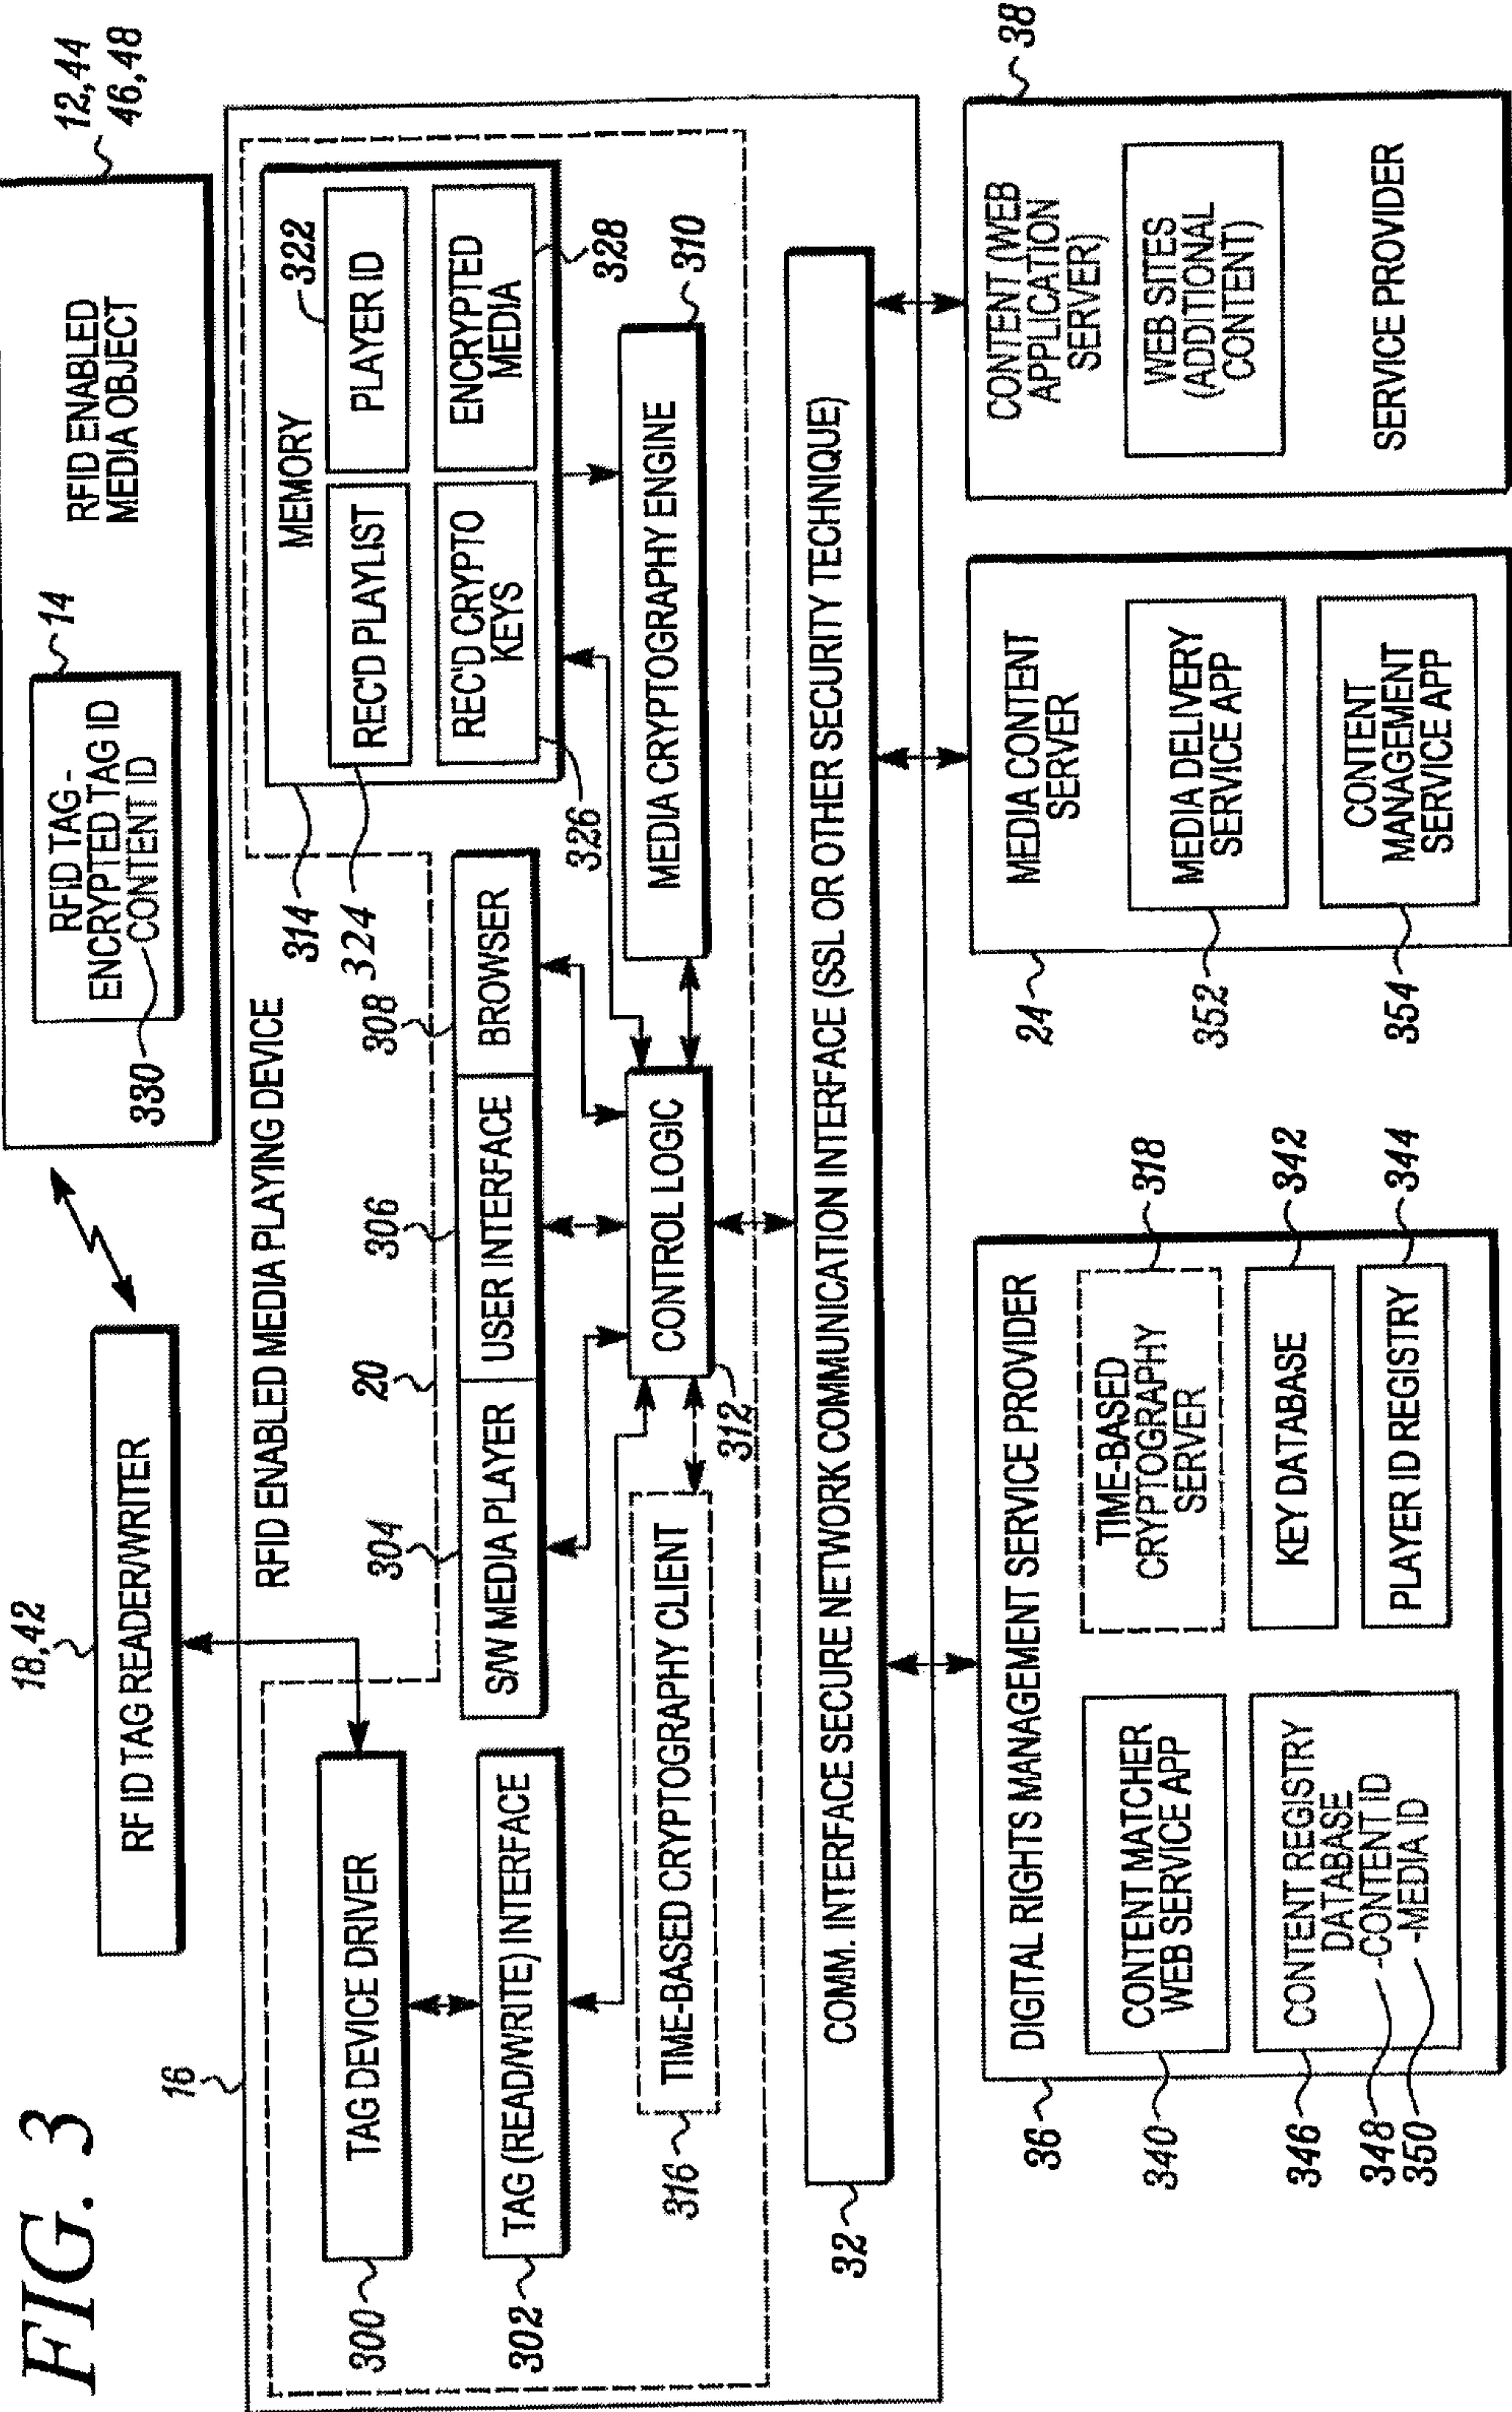 FIG. 3
18,42
RF ID TAG READER/WRITER
12,44
46,48
RFID ENABLED
MEDIA OBJECT
14
RFID TAG -
ENCRYPTED TAG ID
CONTENT ID
330
16
RFID ENABLED MEDIA PLAYING DEVICE
20
300
TAG DEVICE DRIVER
302
TAG (READ/WRITE) INTERFACE
304
S/W MEDIA PLAYER
306
USER INTERFACE
308
BROWSER
314
324
MEMORY
322
REC'D PLAYLIST
PLAYER ID
REC'D CRYPTO
KEYS
ENCRYPTED
MEDIA
326
328
316
TIME-BASED CRYPTOGRAPHY CLIENT
312
CONTROL LOGIC
MEDIA CRYPTOGRAPHY ENGINE
310
32
COMM. INTERFACE SECURE NETWORK COMMUNICATION INTERFACE (SSL OR OTHER SECURITY TECHNIQUE)
36
DIGITAL RIGHTS MANAGEMENT SERVICE PROVIDER
340
CONTENT MATCHER
WEB SERVICE APP
TIME-BASED
CRYPTOGRAPHY
SERVER
318
346
CONTENT REGISTRY
DATABASE
-CONTENT ID
-MEDIA ID
348
350
KEY DATABASE
342
PLAYER ID REGISTRY
344
24
MEDIA CONTENT
SERVER
352
MEDIA DELIVERY
SERVICE APP
354
CONTENT
MANAGEMENT
SERVICE APP
38
CONTENT (WEB
APPLICATION
SERVER)
WEB SITES
(ADDITIONAL
CONTENT)
SERVICE PROVIDER